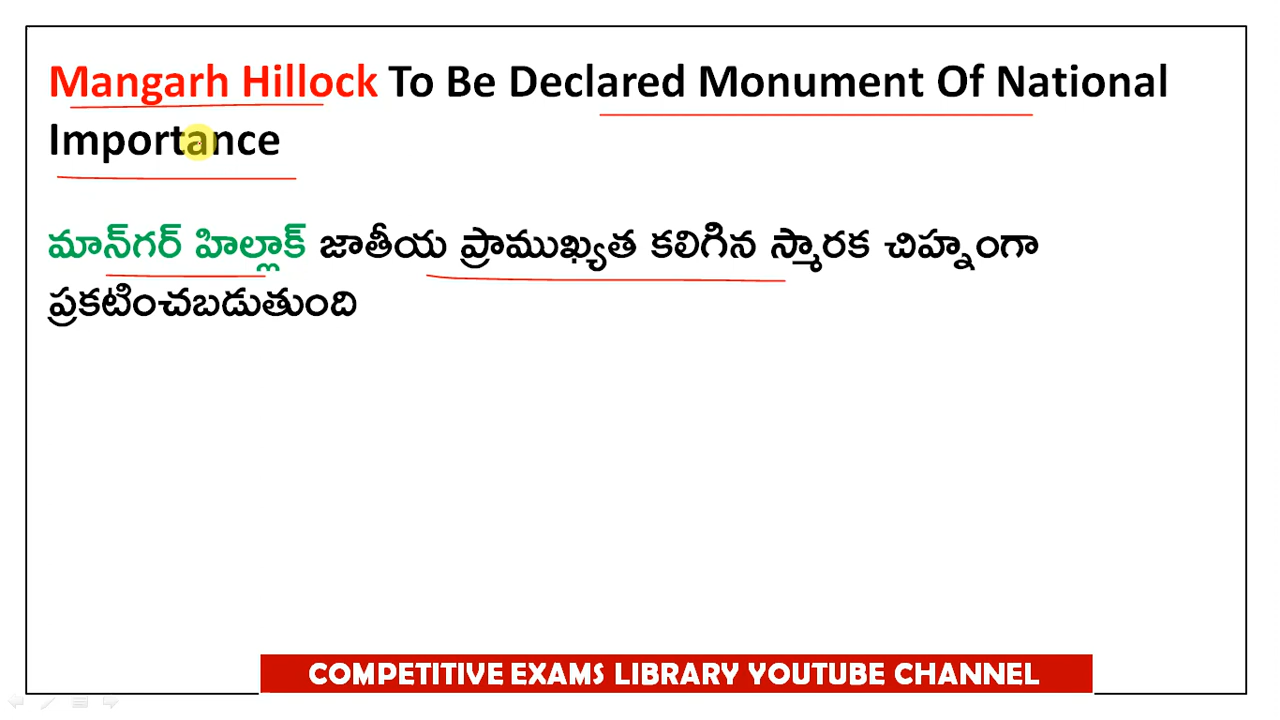 Mangarh Hillock To Be Declared Monument Of National
Importance
మాన్‌గర్ హిల్లాక్ జాతీయ ప్రాముఖ్యత కలిగిన స్మారక చిహ్నంగా
ప్రకటించబడుతుంది
COMPETITIVE EXAMS LIBRARY YOUTUBE CHANNEL